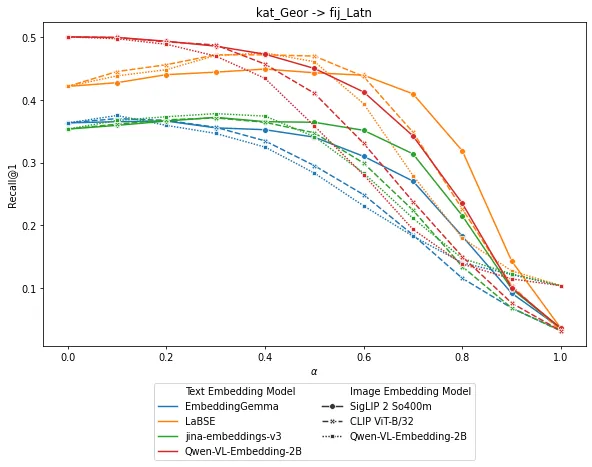 kat_Geor -> fij_Latn
Recall@1
0.5
0.4
0.3
0.2
0.1
0.0 0.2 0.4 0.6 0.8 1.0
α
Text Embedding Model Image Embedding Model
EmbeddingGemma SigLIP 2 So400m
LaBSE CLIP ViT-B/32
jina-embeddings-v3 Qwen-VL-Embedding-2B
Qwen-VL-Embedding-2B